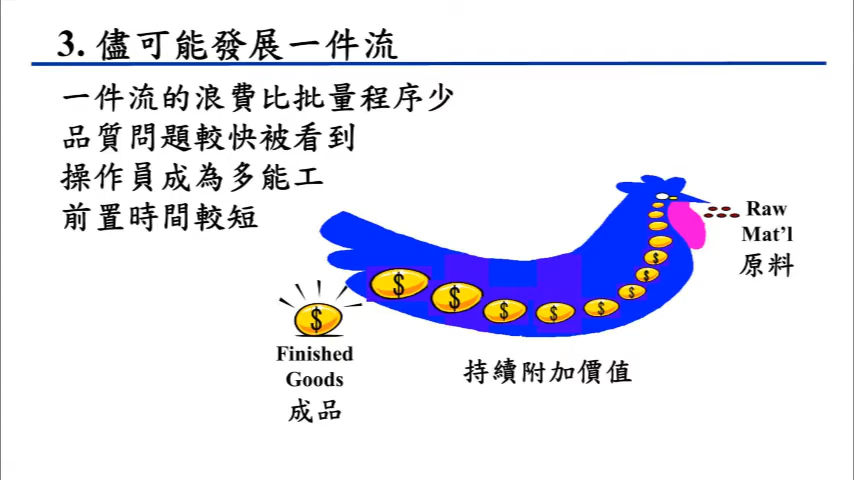 3. 儘可能發展一件流
一件流的浪費比批量程序少
品質問題較快被看到
操作員成為多能工
前置時間較短
Raw
Mat’l
原料
$ $ $ $ $ $ $ $ $
Finished
Goods
成品
持續附加價值